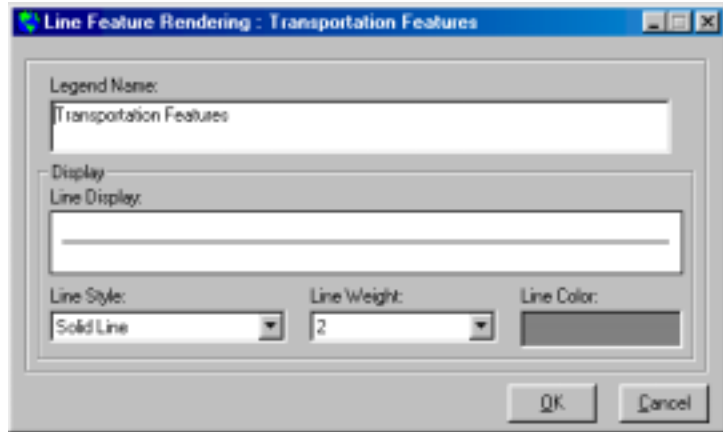 Line Feature Rendering : Transportation Features
Legend Name:
Transportation Features
Display
Line Display:
Line Style:
Line Weight:
Line Color:
Solid Line
2
OK
Cancel